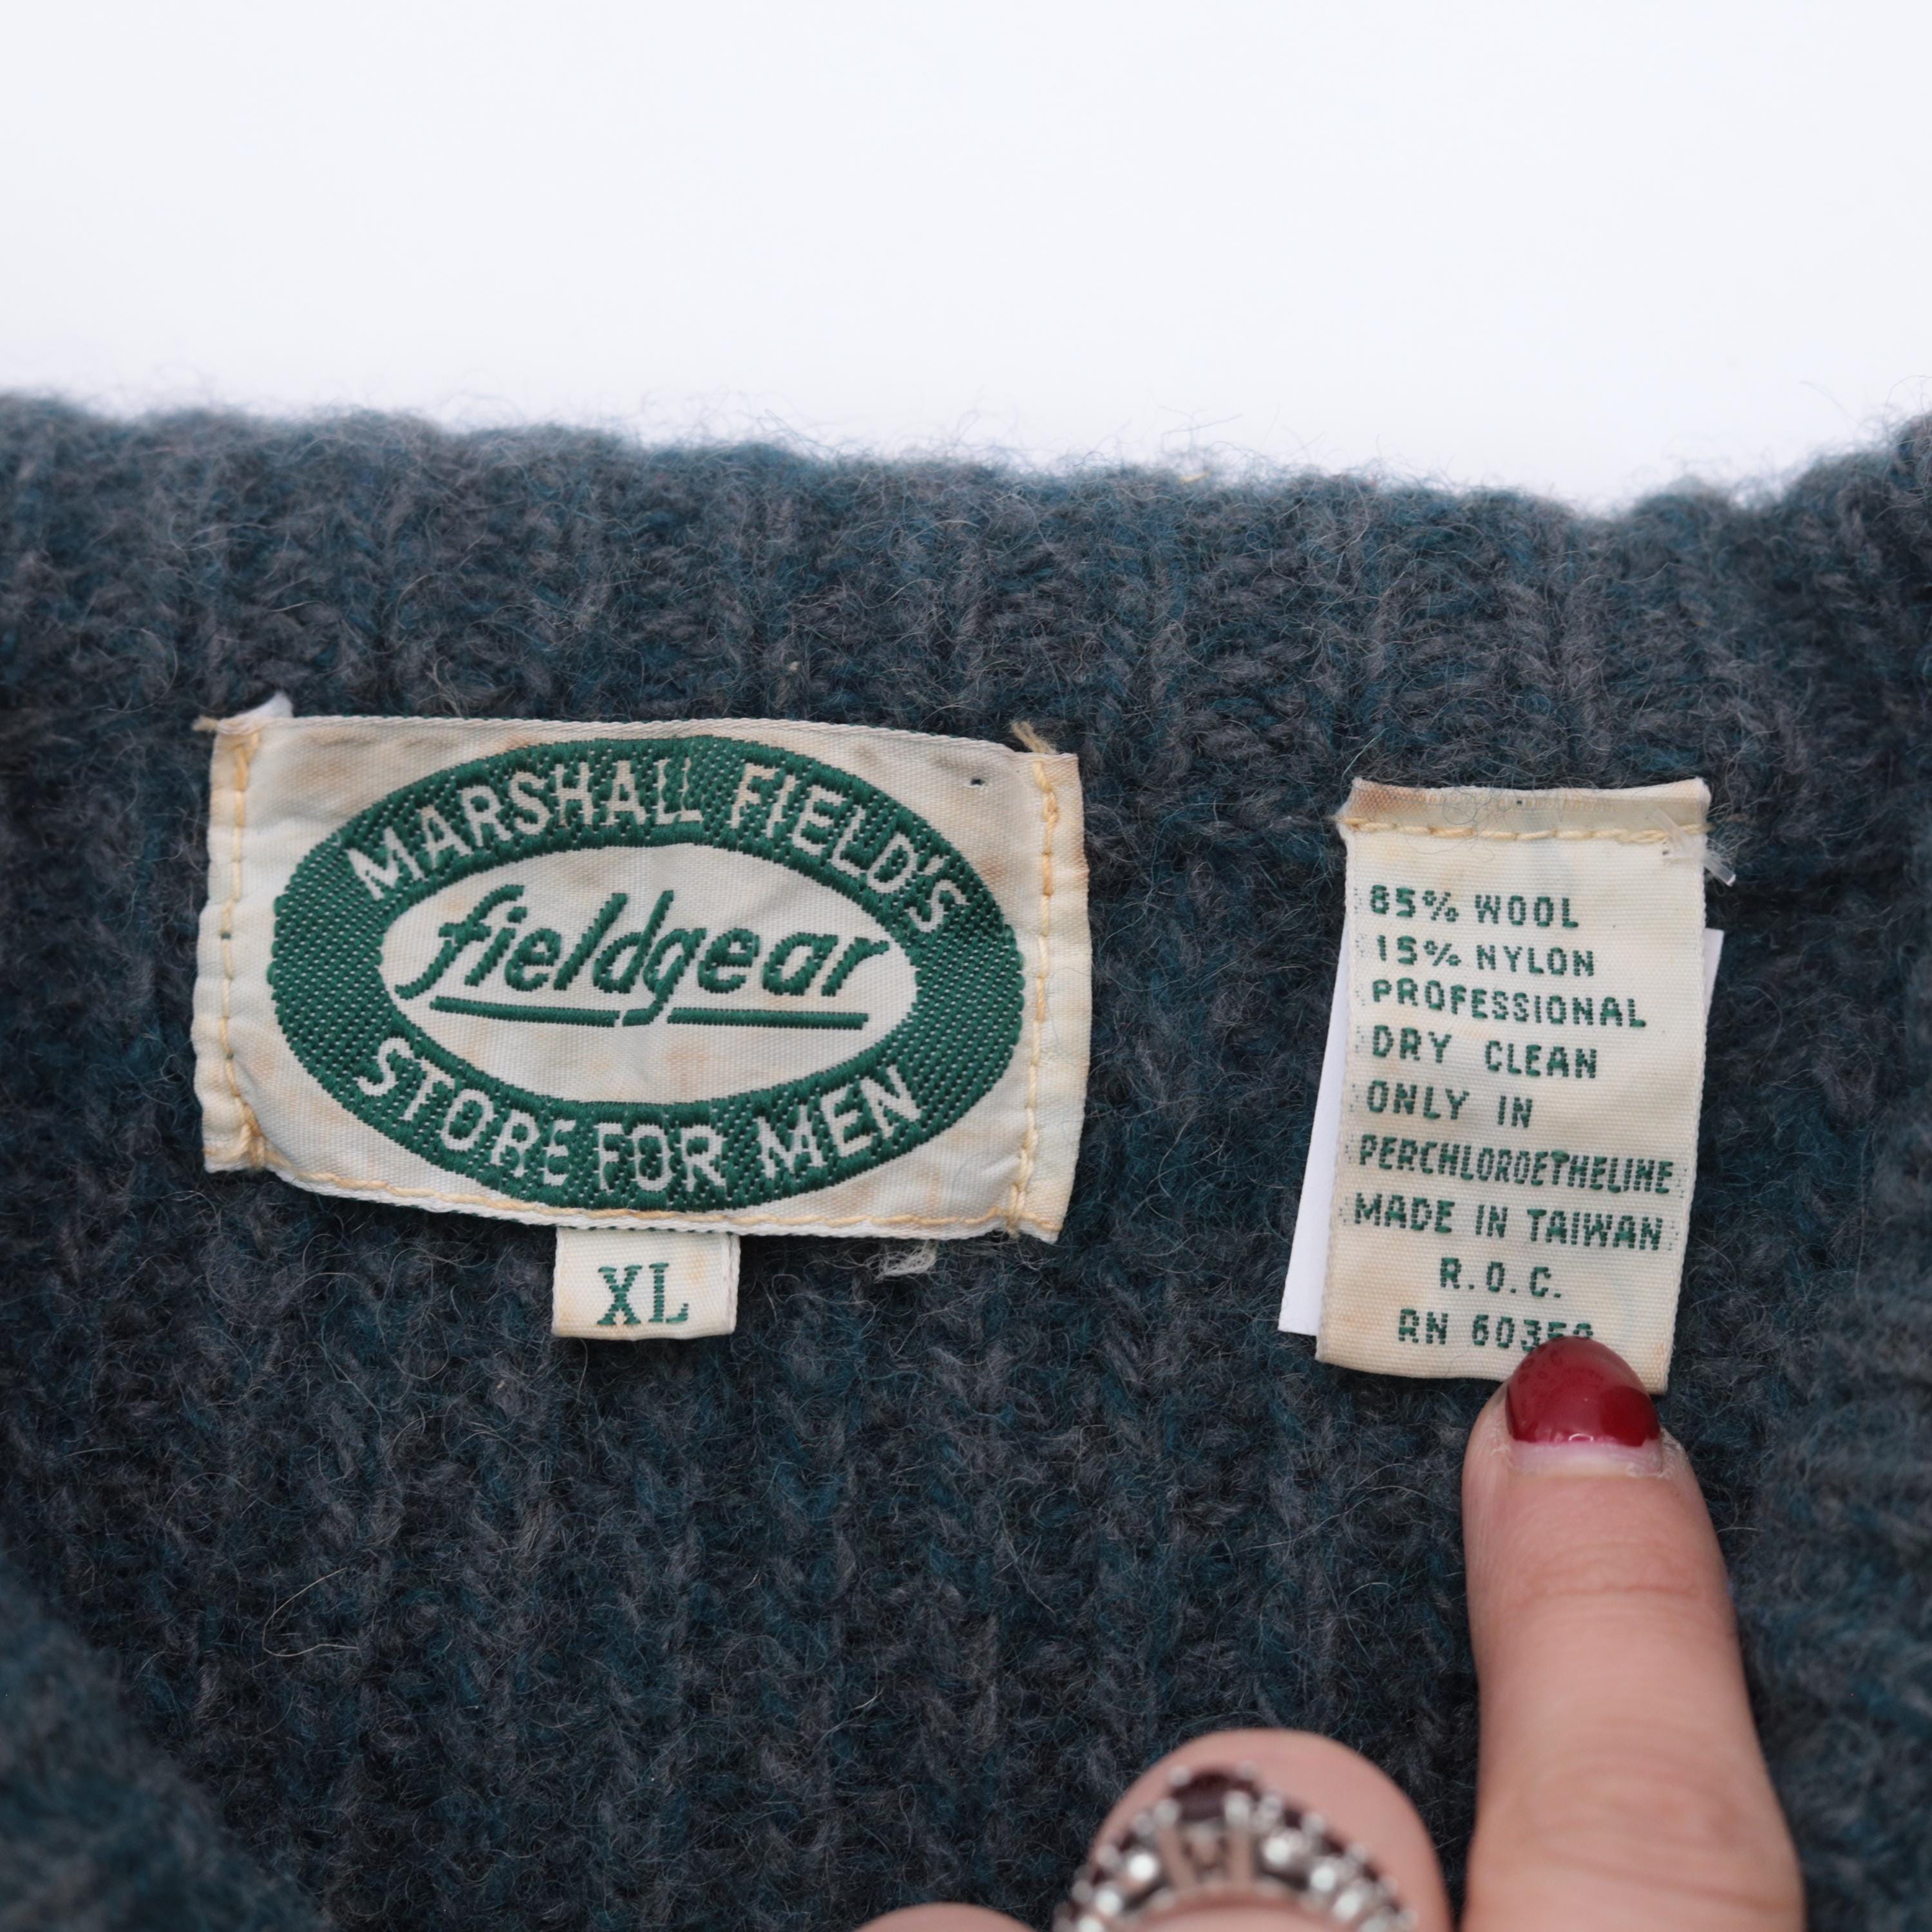 MARSHALL FIELD'S
fieldgear
STORE FOR MEN
XL
85% WOOL
15% NYLON
PROFESSIONAL
DRY CLEAN
ONLY IN
PERCHLOROETHELINE
MADE IN TAIWAN
R.O.C.
RN